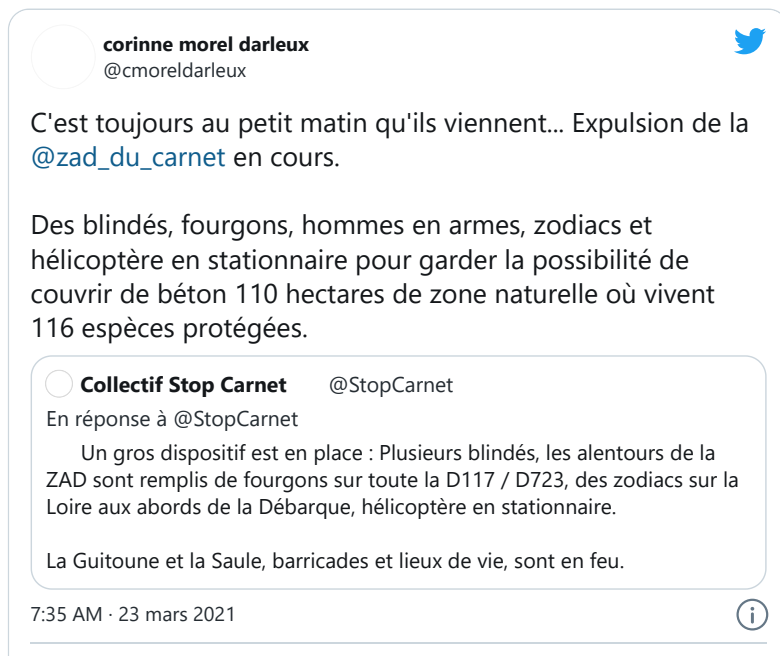 corinne morel darleux
@cmoreldarleux
C'est toujours au petit matin qu'ils viennent... Expulsion de la
@zad_du_carnet en cours.
Des blindés, fourgons, hommes en armes, zodiacs et
hélicoptère en stationnaire pour garder la possibilité de
couvrir de béton 110 hectares de zone naturelle où vivent
116 espèces protégées.
Collectif Stop Carnet @StopCarnet
En réponse à @StopCarnet
Un gros dispositif est en place : Plusieurs blindés, les alentours de la
ZAD sont remplis de fourgons sur toute la D117 / D723, des zodiacs sur la
Loire aux abords de la Débarque, hélicoptère en stationnaire.
La Guitoune et la Saule, barricades et lieux de vie, sont en feu.
7:35 AM · 23 mars 2021